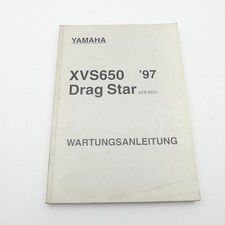 YAMAHA
XVS650 '97
Drag Star
WARTUNGSANLEITUNG